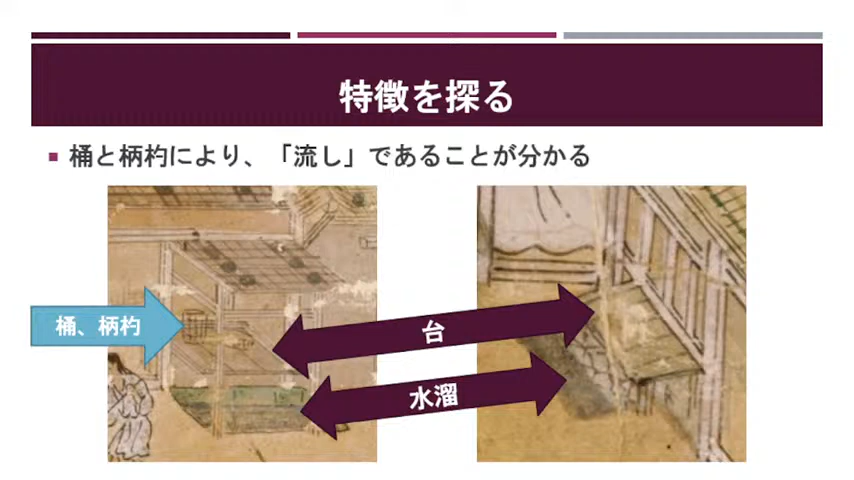 特徴を探る
桶と柄杓により、「流し」であることが分かる
桶、柄杓
台
水溜